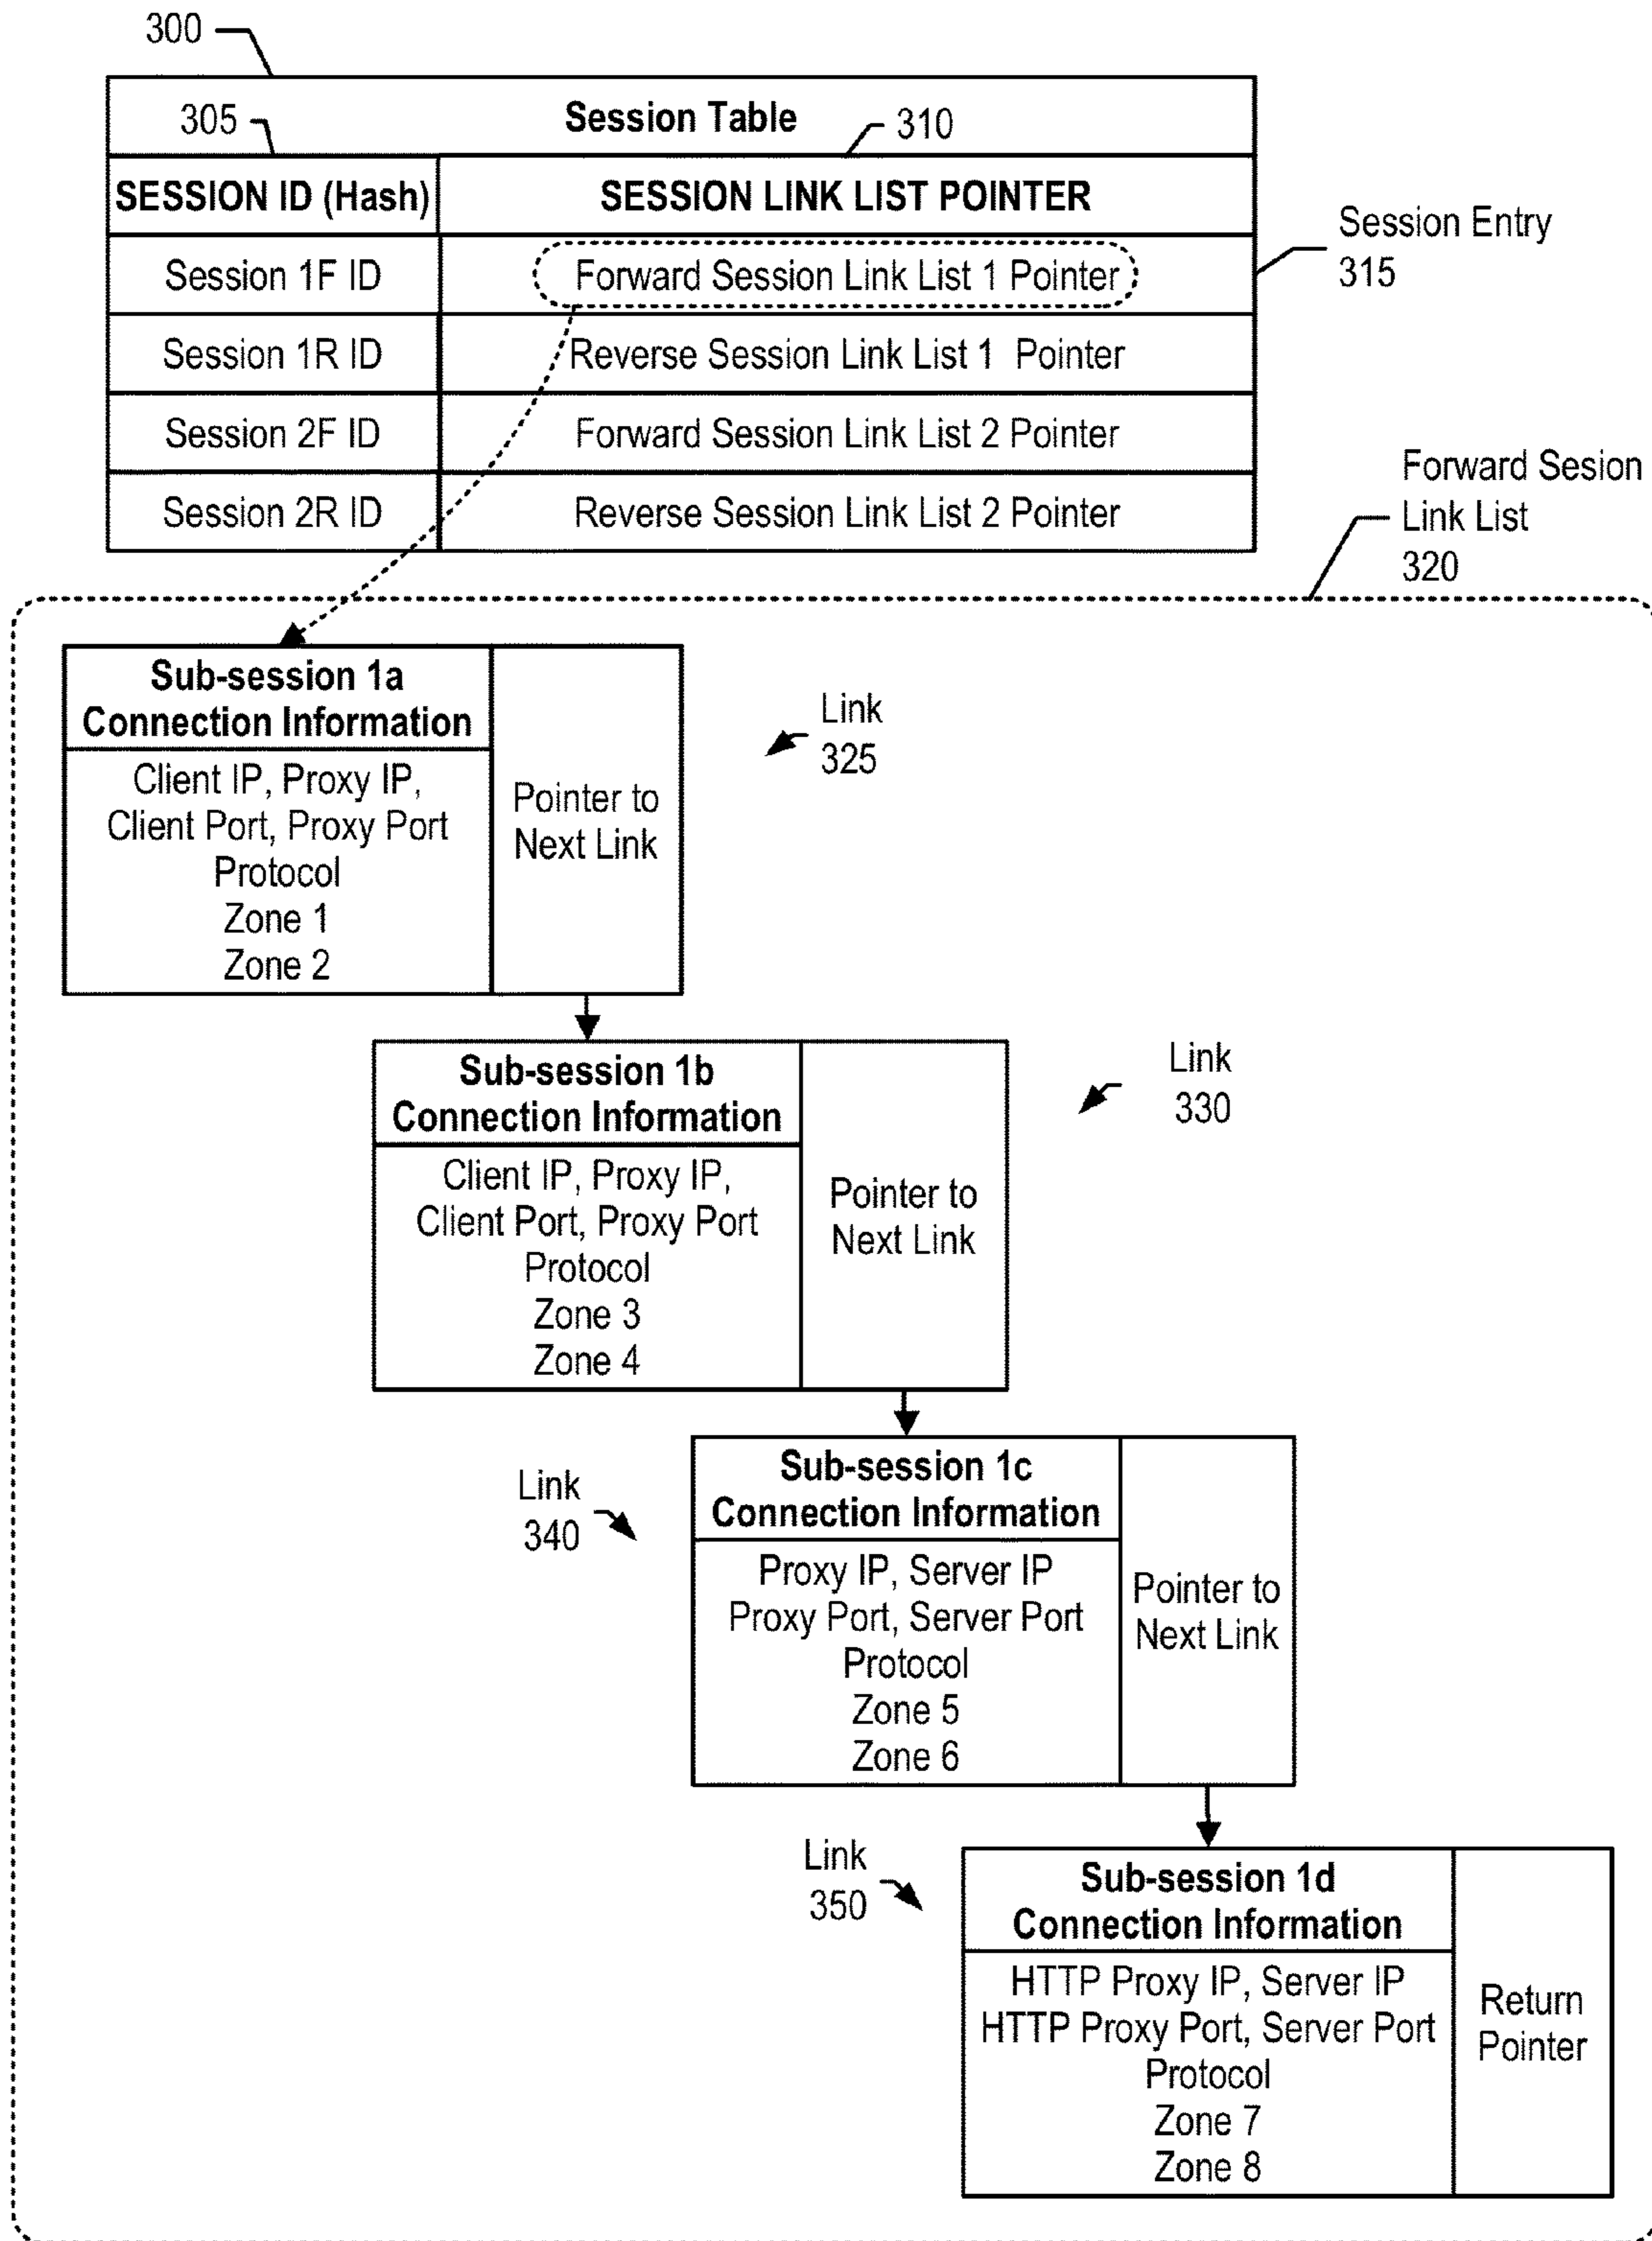 300
305
Session Table
310
SESSION ID (Hash)
SESSION LINK LIST POINTER
Session 1F ID
Forward Session Link List 1 Pointer
Session Entry
315
Session 1R ID
Reverse Session Link List 1 Pointer
Session 2F ID
Forward Session Link List 2 Pointer
Session 2R ID
Reverse Session Link List 2 Pointer
Forward Sesion
Link List
320
Sub-session 1a
Connection Information
Client IP, Proxy IP,
Client Port, Proxy Port
Protocol
Zone 1
Zone 2
Pointer to
Next Link
Link
325
Sub-session 1b
Connection Information
Client IP, Proxy IP,
Client Port, Proxy Port
Protocol
Zone 3
Zone 4
Pointer to
Next Link
Link
330
Link
340
Sub-session 1c
Connection Information
Proxy IP, Server IP
Proxy Port, Server Port
Protocol
Zone 5
Zone 6
Pointer to
Next Link
Link
350
Sub-session 1d
Connection Information
HTTP Proxy IP, Server IP
HTTP Proxy Port, Server Port
Protocol
Zone 7
Zone 8
Return
Pointer